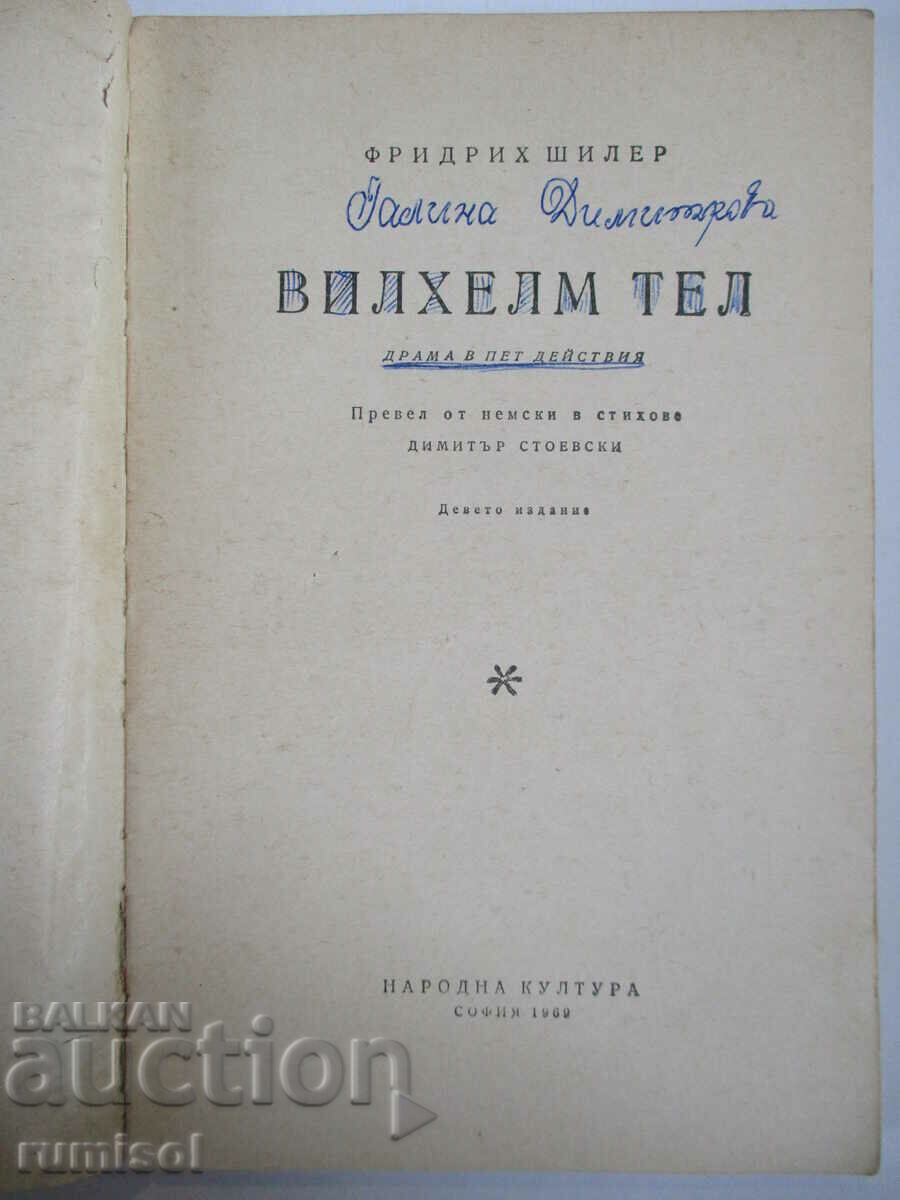 ФРИДРИХ ШИЛЕР
Галина Димитрова
ВИЛХЕЛМ ТЕЛ
ДРАМА В ПЕТ ДЕЙСТВИЯ
Превел от немски в стихове
ДИМИТЪР СТОЕВСКИ
Девето издание
*
НАРОДНА КУЛТУРА
СОФИЯ 1969
BALKAN
auction
rumisol